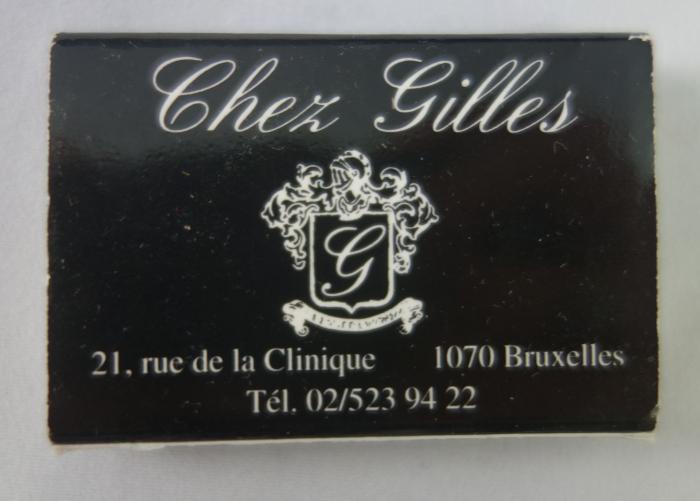 Chez Gilles
G
21, rue de la Clinique 1070 Bruxelles
Tél. 02/523 94 22